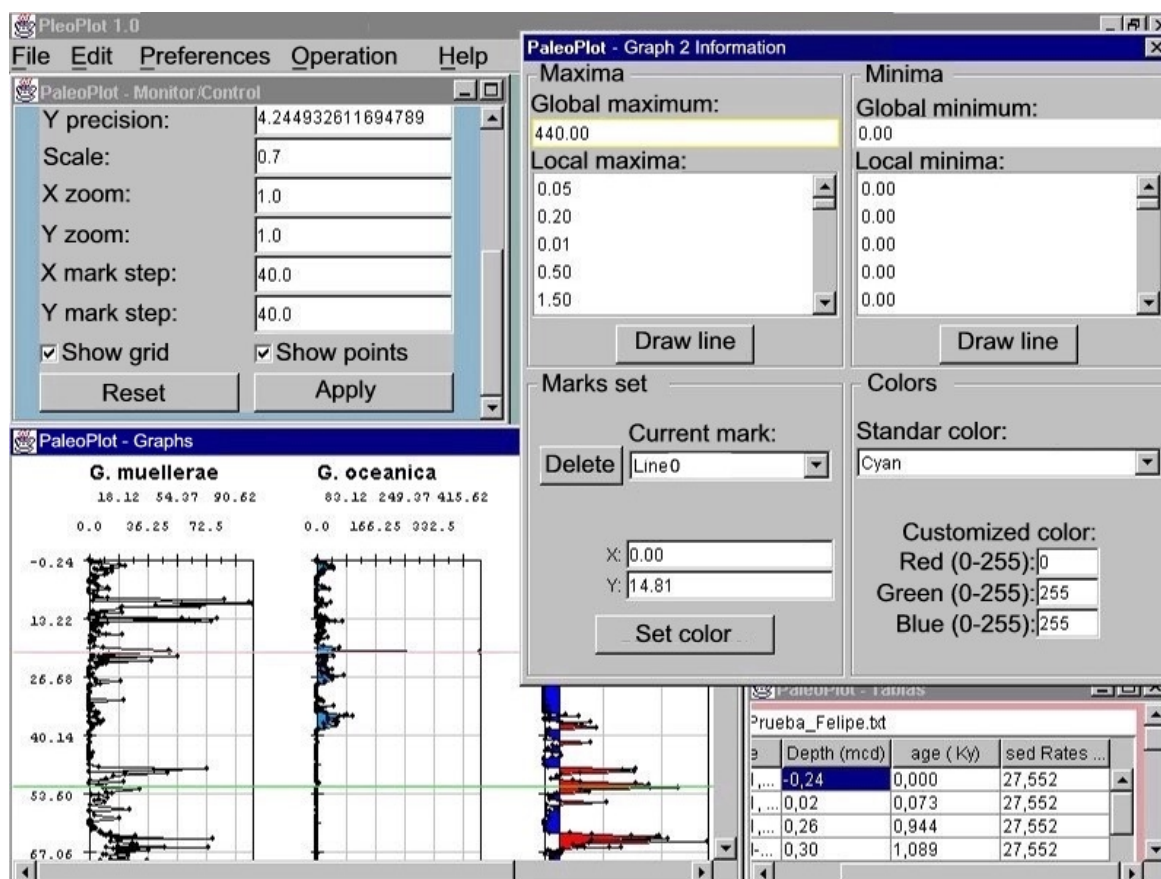 PleoPlot 1.0
File Edit Preferences Operation Help
PaleoPlot - Monitor/Control
Y precision: 4.244932611694789
Scale: 0.7
X zoom: 1.0
Y zoom: 1.0
X mark step: 40.0
Y mark step: 40.0
Show grid Show points
Reset Apply
PaleoPlot - Graph 2 Information
Maxima
Global maximum:
440.00
Local maxima:
0.05
0.20
0.01
0.50
1.50
Draw line
Minima
Global minimum:
0.00
Local minima:
0.00
0.00
0.00
0.00
0.00
Draw line
Marks set
Current mark:
Delete Line0
X: 0.00
Y: 14.81
Set color
Colors
Standar color:
Cyan
Customized color:
Red (0-255): 0
Green (0-255): 255
Blue (0-255): 255
PaleoPlot - Graphs
G. muellerae G. oceanica
18.12 54.37 90.62 83.12 249.37 415.62
0.0 36.25 72.5 0.0 166.25 332.5
-0.24
13.22
26.68
40.14
53.60
67.06
PaleoPlot - Tablas
Prueba_Felipe.txt
Depth (mcd) age ( Ky) sed Rates ...
-0,24 0,000 27,552
0,02 0,073 27,552
0,26 0,944 27,552
0,30 1,089 27,552